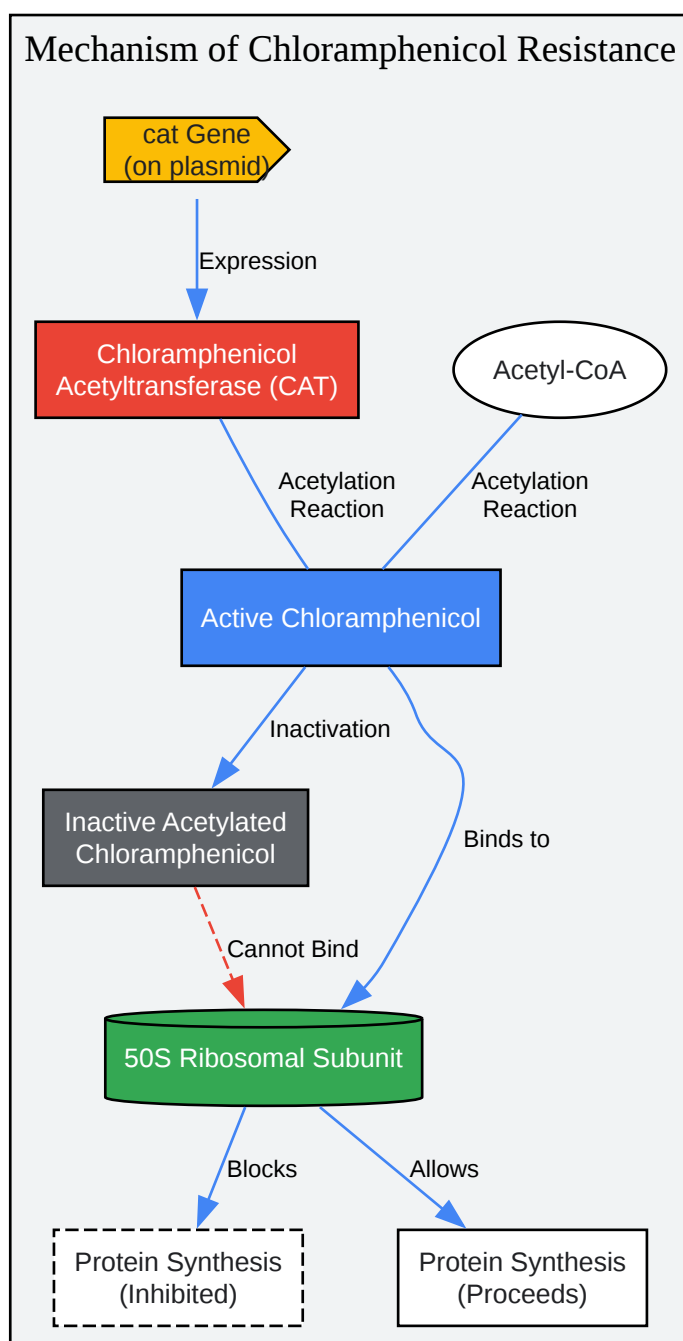 Mechanism of Chloramphenicol Resistance
cat Gene
(on plasmid)
Expression
Chloramphenicol
Acetyltransferase (CAT)
Acetyl-CoA
Acetylation
Reaction
Acetylation
Reaction
Active Chloramphenicol
Inactivation
Inactive Acetylated
Chloramphenicol
Binds to
Cannot Bind
50S Ribosomal Subunit
Blocks
Allows
Protein Synthesis
(Inhibited)
Protein Synthesis
(Proceeds)